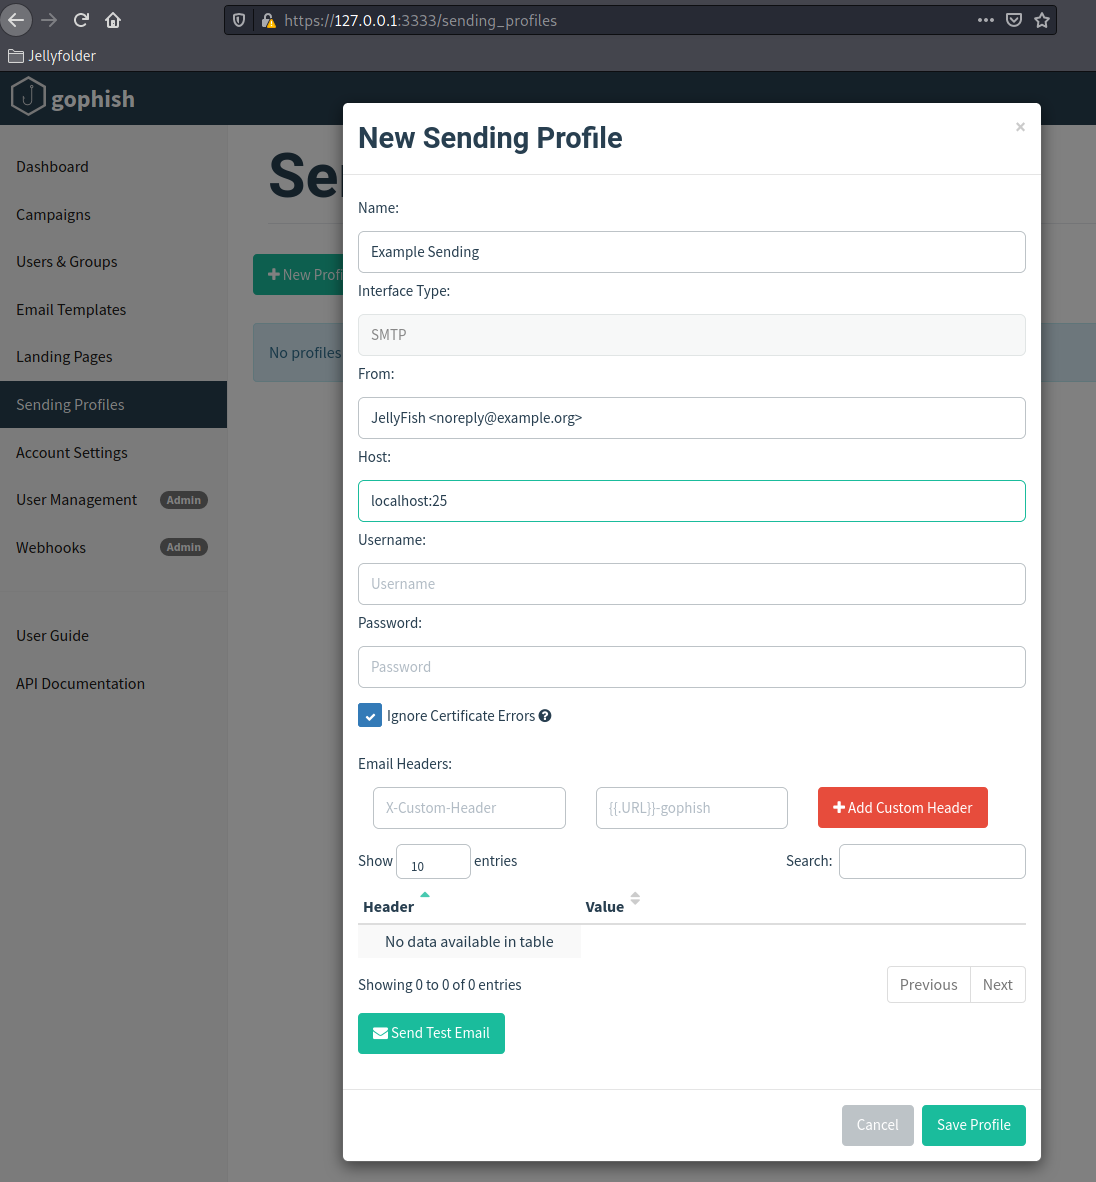 https://127.0.0.1:3333/sending_profiles
Jellyfolder
gophish
Dashboard
Campaigns
Users & Groups
Email Templates
Landing Pages
Sending Profiles
Account Settings
User Management Admin
Webhooks Admin
User Guide
API Documentation
Se
New Profi
No profiles
New Sending Profile
×
Name:
Example Sending
Interface Type:
SMTP
From:
JellyFish <noreply@example.org>
Host:
localhost:25
Username:
Username
Password:
Password
Ignore Certificate Errors
Email Headers:
X-Custom-Header {{.URL}}-gophish Add Custom Header
Show 10 entries Search:
Header Value
No data available in table
Showing 0 to 0 of 0 entries Previous Next
Send Test Email
Cancel Save Profile